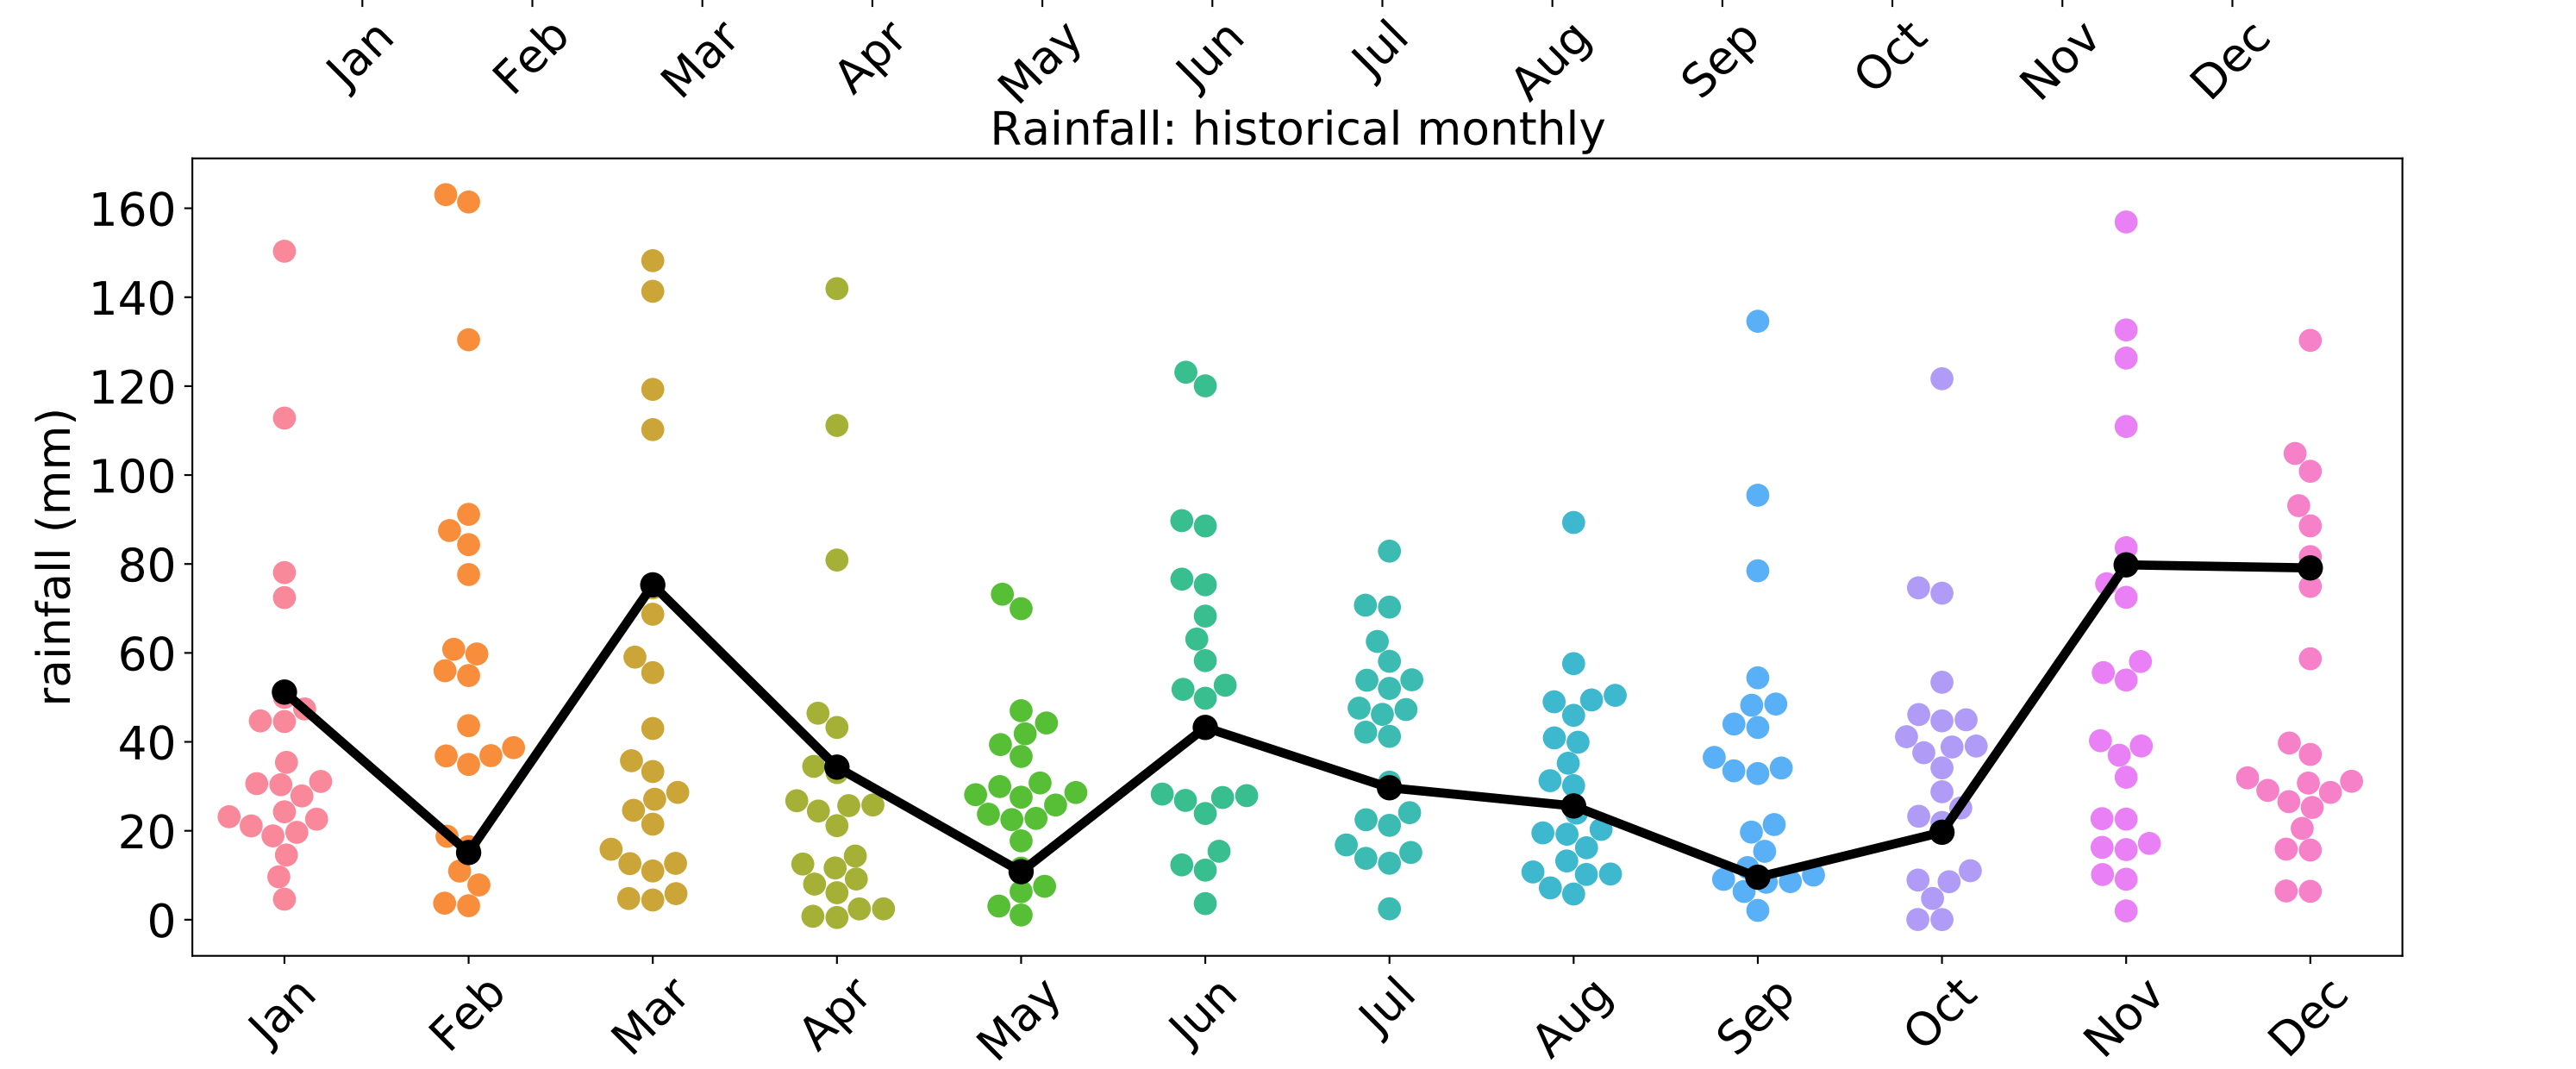 Jan Feb Mar Apr May Jun Jul Aug Sep Oct Nov Dec
Rainfall: historical monthly
rainfall (mm)
160
140
120
100
80
60
40
20
0
Jan Feb Mar Apr May Jun Jul Aug Sep Oct Nov Dec